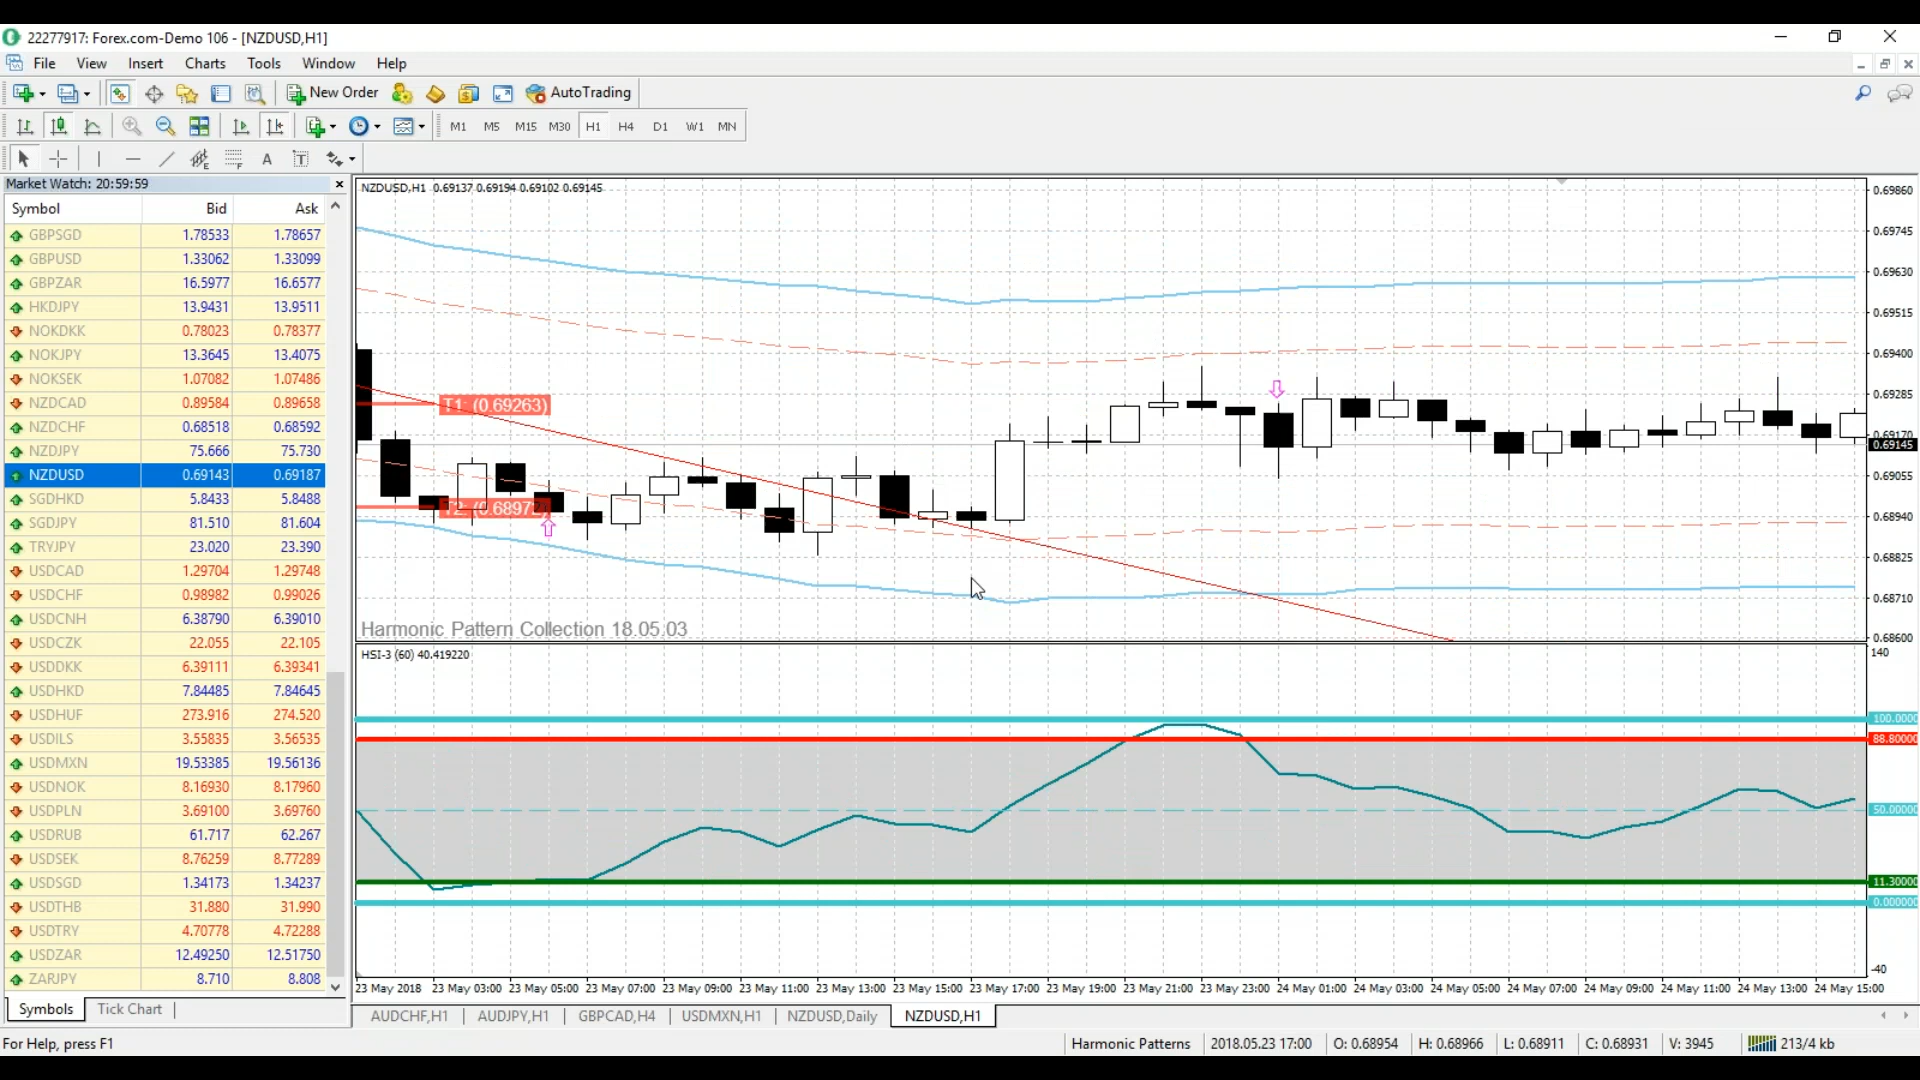 22277917: Forex.com-Demo 106 - [NZDUSD,H1]
File View Insert Charts Tools Window Help
New Order AutoTrading
M1 M5 M15 M30 H1 H4 D1 W1 MN
Market Watch: 20:59:59
Symbol Bid Ask
GBPSGD 1.78533 1.78657
GBPUSD 1.33062 1.33099
GBPZAR 16.5977 16.6577
HKDJPY 13.9431 13.9511
NOKDKK 0.78023 0.78377
NOKJPY 13.3645 13.4075
NOKSEK 1.07082 1.07486
NZDCAD 0.89584 0.89658
NZDCHF 0.68518 0.68592
NZDJPY 75.666 75.730
NZDUSD 0.69143 0.69187
SGDHKD 5.8433 5.8488
SGDJPY 81.510 81.604
TRYJPY 23.020 23.390
USDCAD 1.29704 1.29748
USDCHF 0.98982 0.99026
USDCNH 6.38790 6.39010
USDCZK 22.055 22.105
USDDKK 6.39111 6.39341
USDHKD 7.84485 7.84645
USDHUF 273.916 274.520
USDILS 3.55835 3.56535
USDMXN 19.53385 19.56136
USDNOK 8.16930 8.17960
USDPLN 3.69100 3.69760
USDRUB 61.717 62.267
USDSEK 8.76259 8.77289
USDSGD 1.34173 1.34237
USDTHB 31.880 31.990
USDTRY 4.70778 4.72288
USDZAR 12.49250 12.51750
ZARJPY 8.710 8.808
Symbols Tick Chart
NZDUSD,H1 0.69137 0.69194 0.69102 0.69145
T1: (0.69263)
T2: (0.68972)
Harmonic Pattern Collection 18.05.03
0.69860
0.69745
0.69630
0.69515
0.69400
0.69285
0.69170
0.69145
0.69055
0.68940
0.68825
0.68710
0.68600
HSI-3 (60) 40.419220
140
100.0000
88.80000
50.00000
11.30000
0.000000
-40
23 May 2018 23 May 03:00 23 May 05:00 23 May 07:00 23 May 09:00 23 May 11:00 23 May 13:00 23 May 15:00 23 May 17:00 23 May 19:00 23 May 21:00 23 May 23:00 24 May 01:00 24 May 03:00 24 May 05:00 24 May 07:00 24 May 09:00 24 May 11:00 24 May 13:00 24 May 15:00
AUDCHF,H1 AUDJPY,H1 GBPCAD,H4 USDMXN,H1 NZDUSD,Daily NZDUSD,H1
For Help, press F1 Harmonic Patterns 2018.05.23 17:00 O: 0.68954 H: 0.68966 L: 0.68911 C: 0.68931 V: 3945 213/4 kb